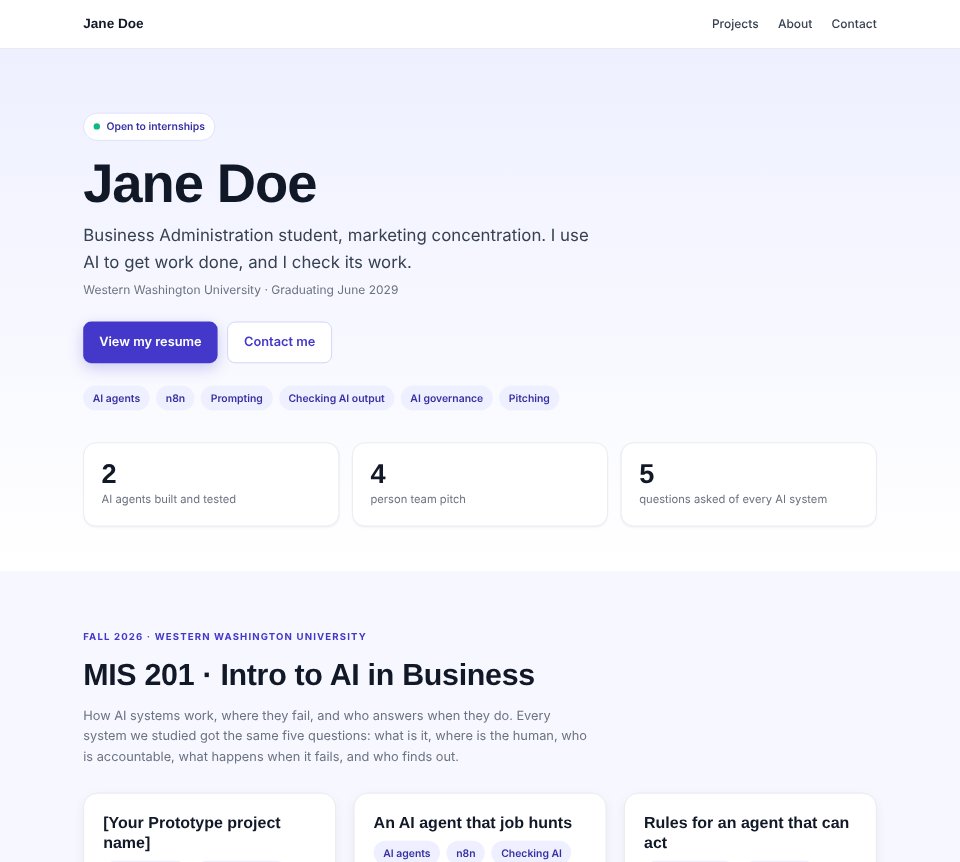 Jane Doe
Projects About Contact
Open to internships
Jane Doe
Business Administration student, marketing concentration. I use
AI to get work done, and I check its work.
Western Washington University · Graduating June 2029
View my resume Contact me
AI agents n8n Prompting Checking AI output AI governance Pitching
2
AI agents built and tested
4
person team pitch
5
questions asked of every AI system
FALL 2026 · WESTERN WASHINGTON UNIVERSITY
MIS 201 · Intro to AI in Business
How AI systems work, where they fail, and who answers when they do. Every
system we studied got the same five questions: what is it, where is the human, who
is accountable, what happens when it fails, and who finds out.
[Your Prototype project
name]
An AI agent that job hunts
AI agents n8n Checking AI
Rules for an agent that can
act